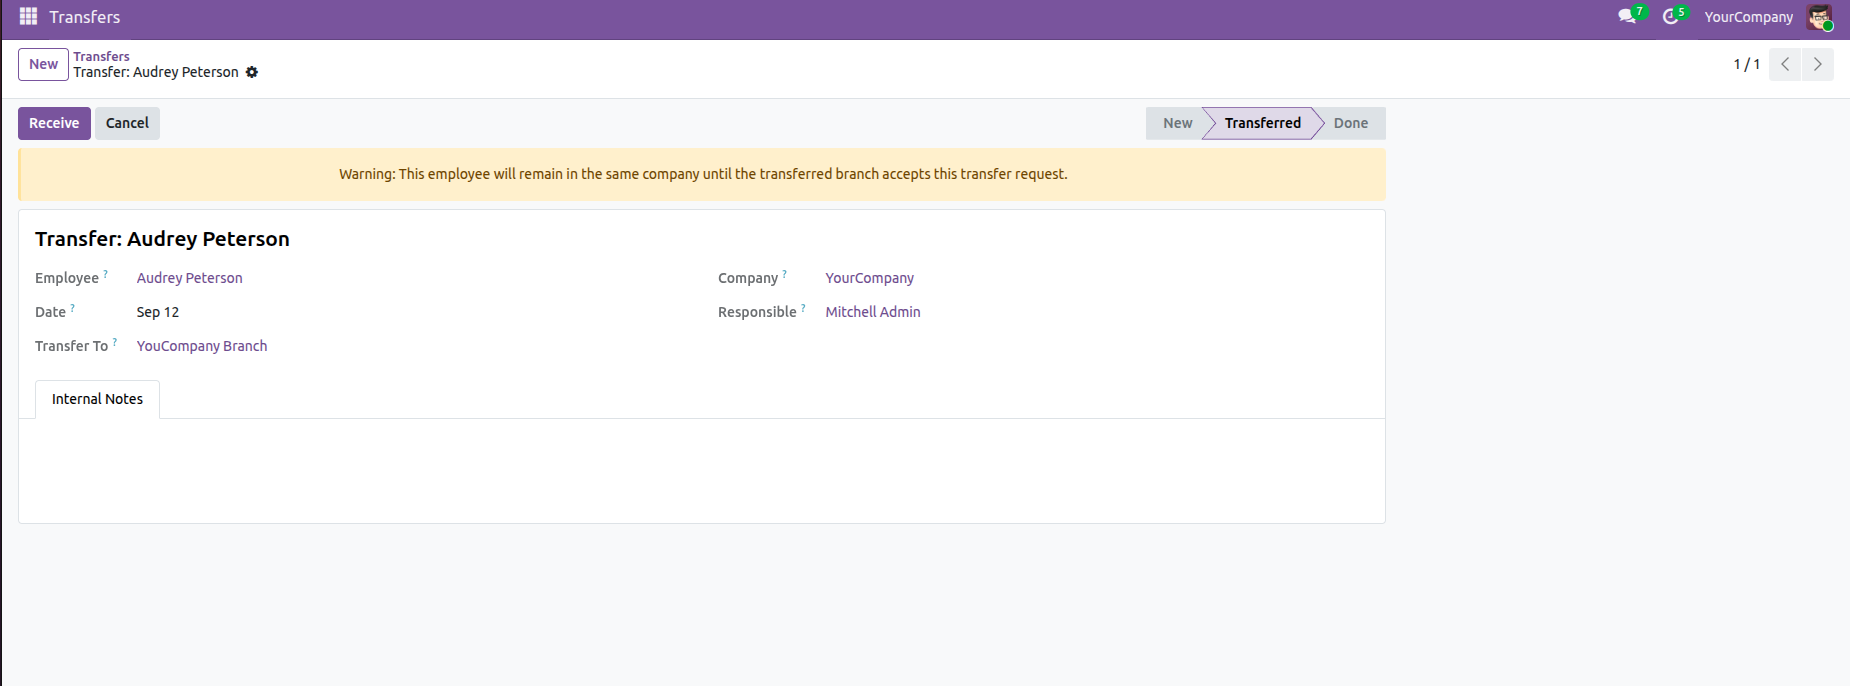 Transfers
7
5
YourCompany
New
Transfers
Transfer: Audrey Peterson
1 / 1
Receive
Cancel
New
Transferred
Done
Warning: This employee will remain in the same company until the transferred branch accepts this transfer request.
Transfer: Audrey Peterson
Employee ? Audrey Peterson
Company ? YourCompany
Date ? Sep 12
Responsible ? Mitchell Admin
Transfer To ? YouCompany Branch
Internal Notes